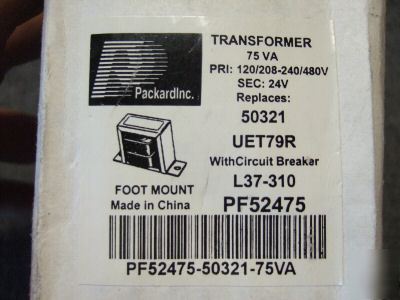 PackardInc.
TRANSFORMER
75 VA
PRI: 120/208-240/480V
SEC: 24V
Replaces:
50321
UET79R
WithCircuit Breakar
L37-310
PF52475
FOOT MOUNT
Made in China
PF52475-50321-75VA